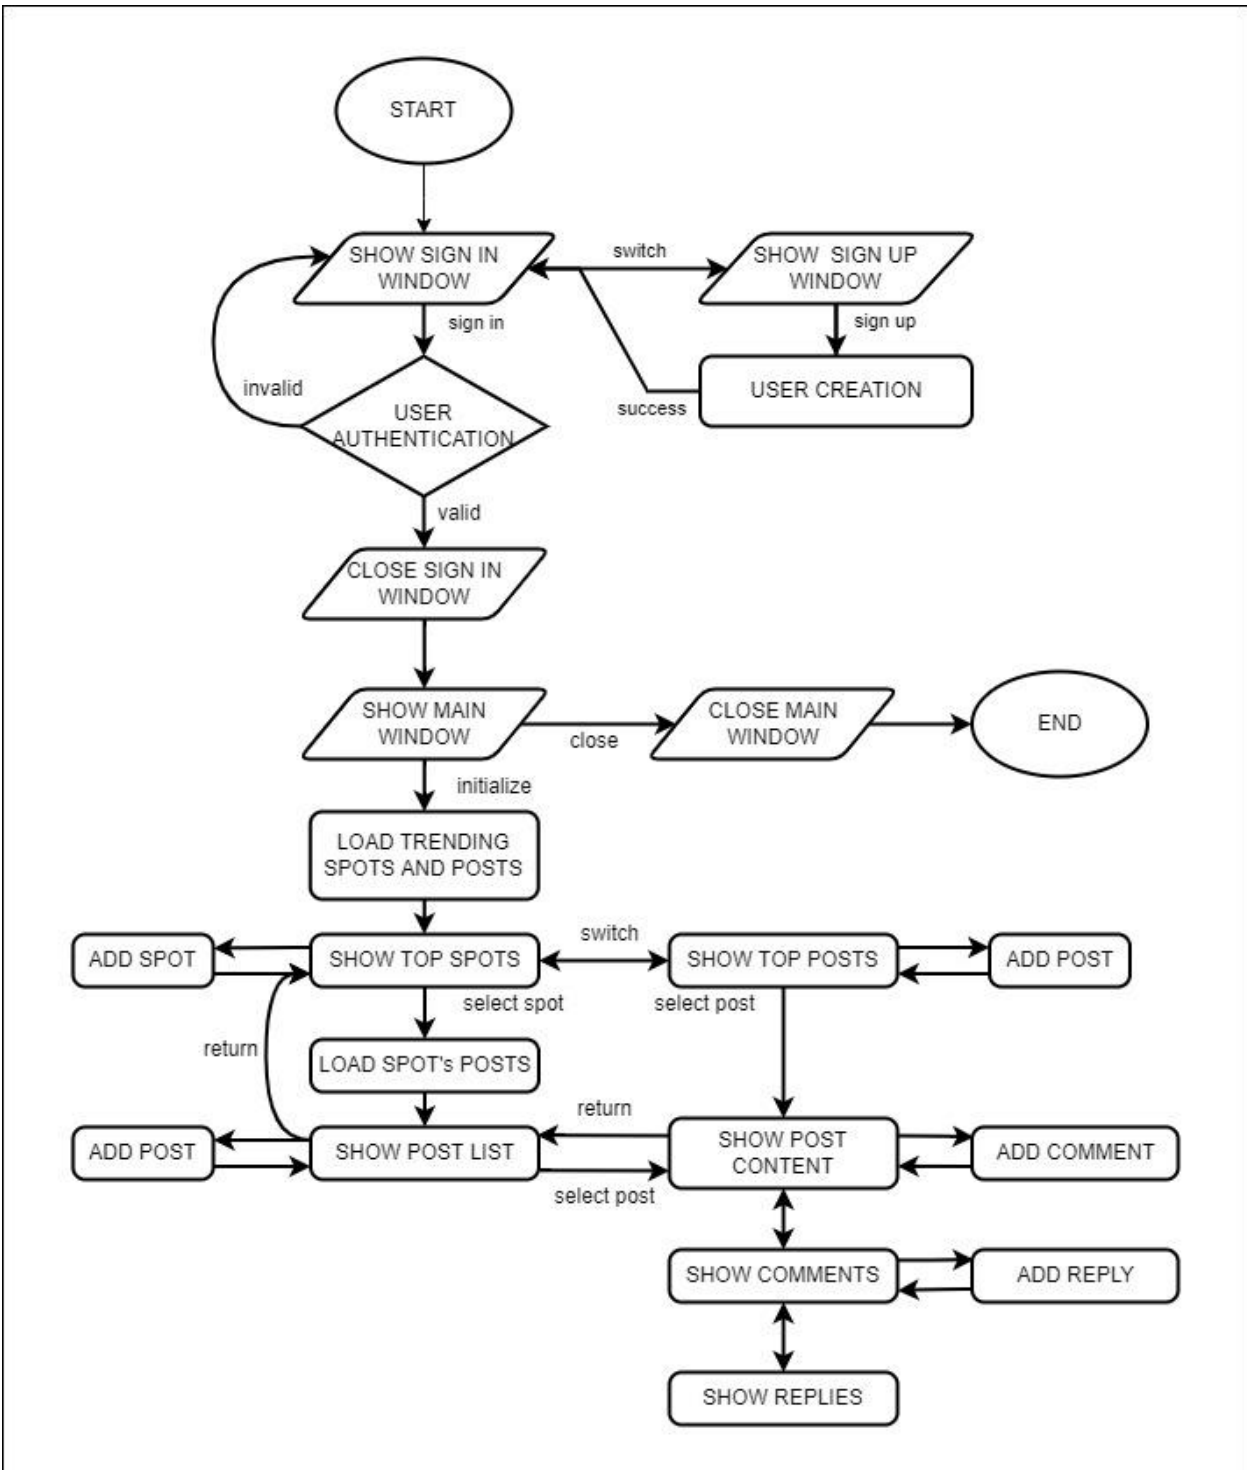 START
SHOW SIGN IN
WINDOW
switch
SHOW SIGN UP
WINDOW
sign in
sign up
invalid
USER
AUTHENTICATION
success
USER CREATION
valid
CLOSE SIGN IN
WINDOW
SHOW MAIN
WINDOW
close
CLOSE MAIN
WINDOW
END
initialize
LOAD TRENDING
SPOTS AND POSTS
ADD SPOT
SHOW TOP SPOTS
switch
SHOW TOP POSTS
ADD POST
select spot
select post
return
LOAD SPOT's POSTS
ADD POST
SHOW POST LIST
return
select post
SHOW POST
CONTENT
ADD COMMENT
SHOW COMMENTS
ADD REPLY
SHOW REPLIES